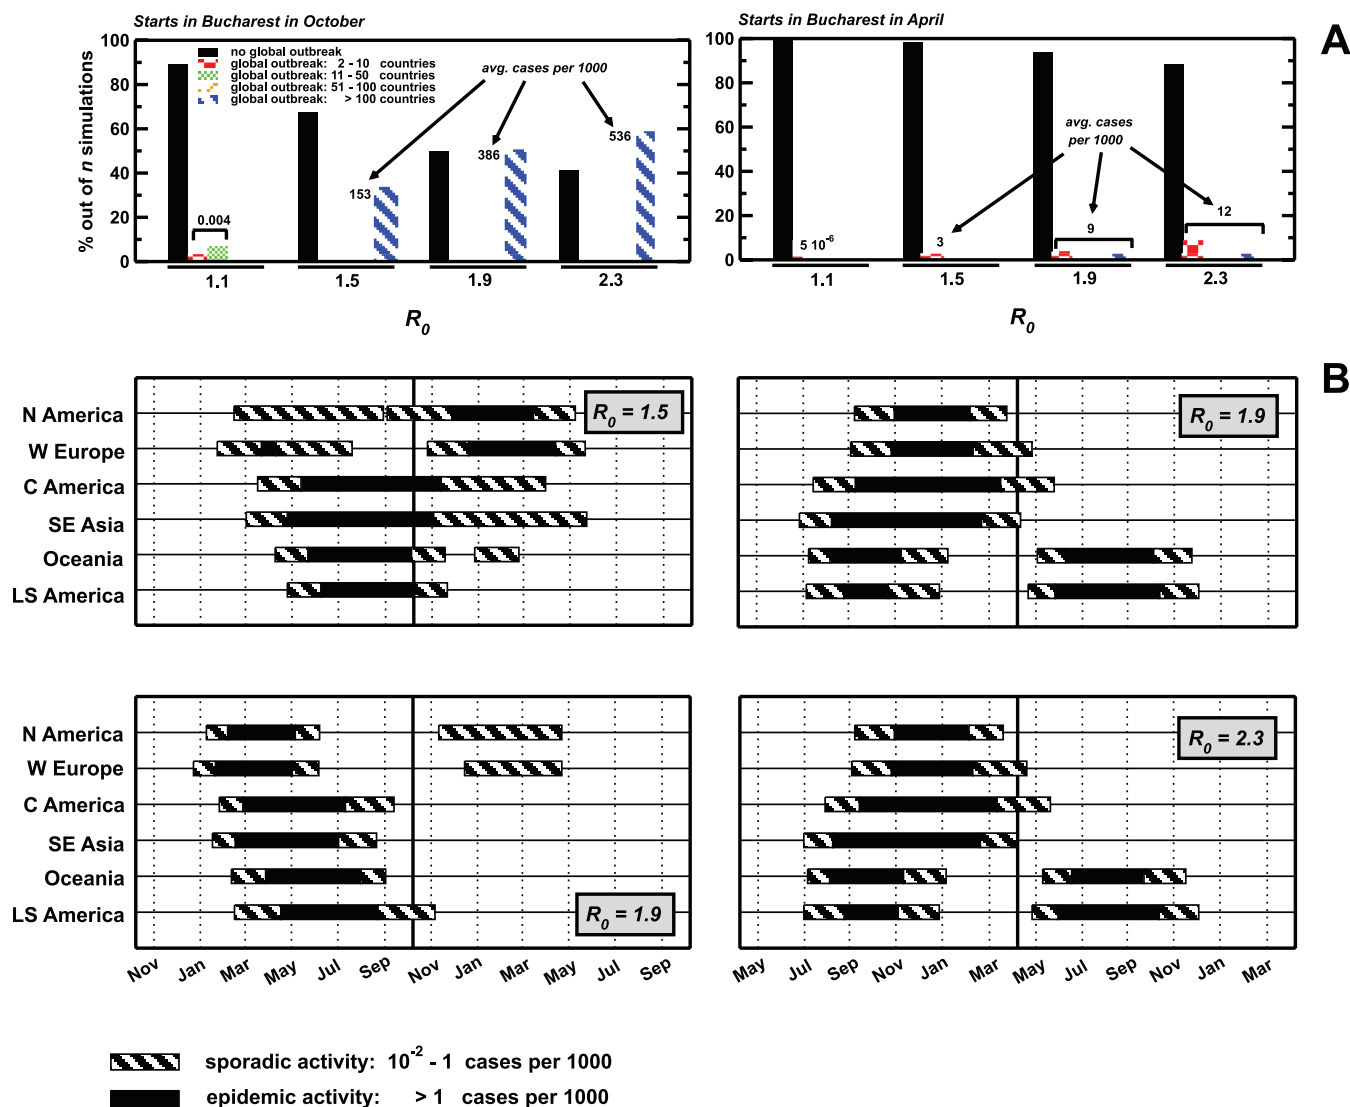 Starts in Bucharest in October
Starts in Bucharest in April
A
% out of n simulations
100
80
60
40
20
0
no global outbreak
global outbreak: 2 - 10 countries
global outbreak: 11 - 50 countries
global outbreak: 51 - 100 countries
global outbreak: > 100 countries
avg. cases per 1000
0.004
153
386
536
1.1
1.5
1.9
2.3
R0
100
80
60
40
20
0
avg. cases
per 1000
5 10-6
3
9
12
1.1
1.5
1.9
2.3
R0
B
N America
W Europe
C America
SE Asia
Oceania
LS America
R0 = 1.5
R0 = 1.9
N America
W Europe
C America
SE Asia
Oceania
LS America
R0 = 1.9
R0 = 2.3
Nov Jan Mar May Jul Sep Nov Jan Mar May Jul Sep
May Jul Sep Nov Jan Mar May Jul Sep Nov Jan Mar
sporadic activity: 10-2 - 1 cases per 1000
epidemic activity: > 1 cases per 1000